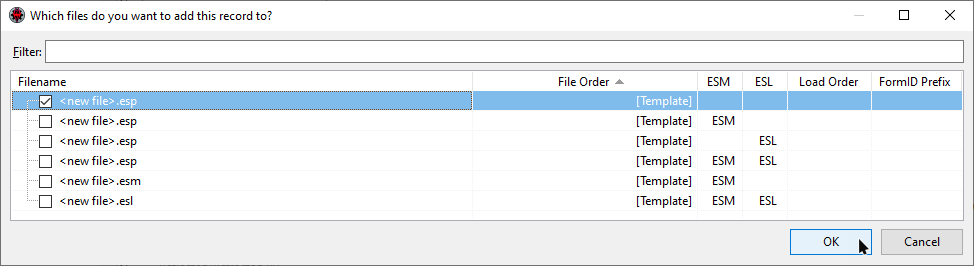 Which files do you want to add this record to?
Filter:
Filename File Order ESM ESL Load Order FormID Prefix
<new file>.esp [Template]
<new file>.esp [Template] ESM
<new file>.esp [Template] ESL
<new file>.esp [Template] ESM ESL
<new file>.esm [Template] ESM
<new file>.esl [Template] ESM ESL
OK Cancel